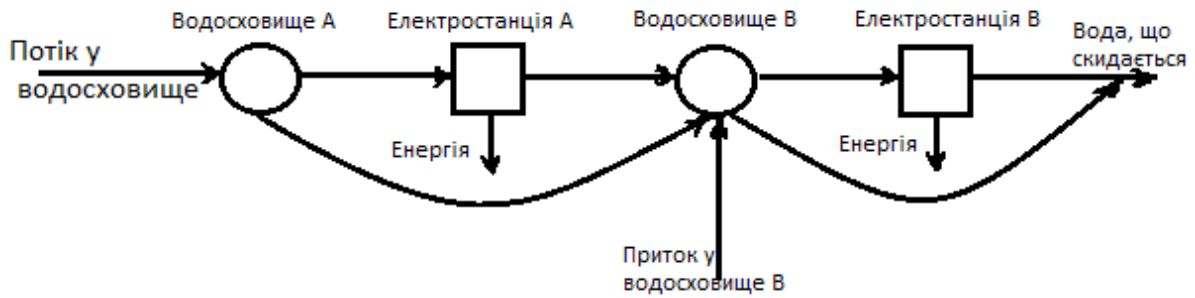 Водосховище А
Електростанція А
Водосховище В
Електростанція В
Потік у
водосховище
Вода, що
скидається
Енергія
Енергія
Приток у
водосховище В